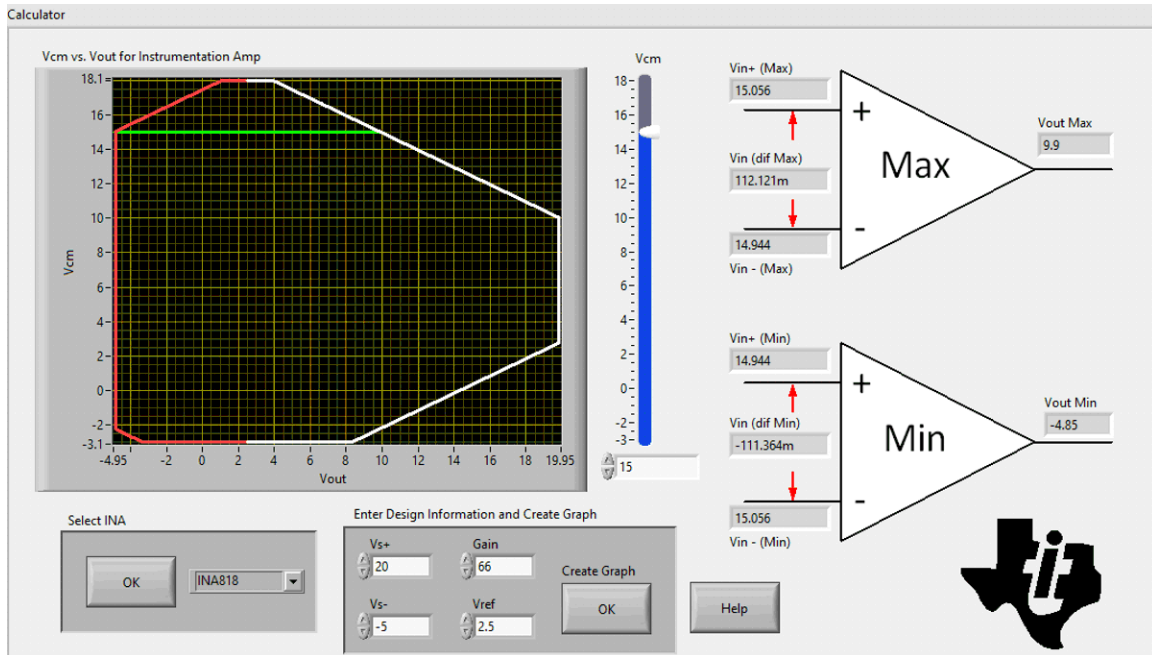 Calculator
Vcm vs. Vout for Instrumentation Amp
18.1
16
14
12
10
8
6
4
2
0
-2
-3.1
-4.95
-2
0
2
4
6
8
10
12
14
16
18
19.95
Vcm
Vout
Vcm
18
16
14
12
10
8
6
4
2
0
-2
-3
15
Vin+ (Max)
15.056
Vin (dif Max)
112.121m
14.944
Vin - (Max)
+
Max
-
Vout Max
9.9
Vin+ (Min)
14.944
Vin (dif Min)
-111.364m
15.056
Vin - (Min)
+
Min
-
Vout Min
-4.85
Select INA
OK
INA818
Enter Design Information and Create Graph
Vs+
20
Gain
66
Vs-
-5
Vref
2.5
Create Graph
OK
Help
ti